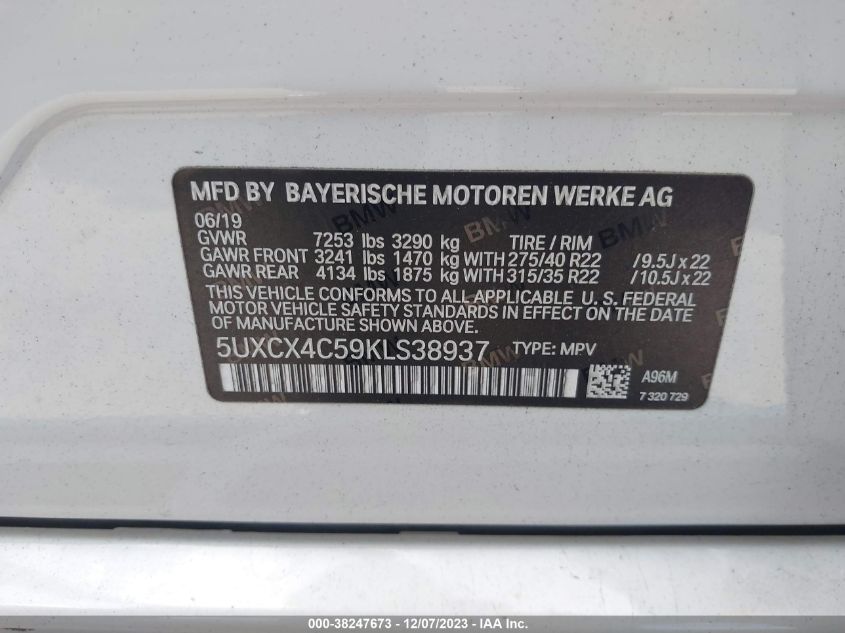 MFD BY BAYERISCHE MOTOREN WERKE AG
06/19
GVWR 7253 lbs 3290 kg TIRE / RIM
GAWR FRONT 3241 lbs 1470 kg WITH 275/40 R22 / 9.5J x 22
GAWR REAR 4134 lbs 1875 kg WITH 315/35 R22 / 10.5J x 22
THIS VEHICLE CONFORMS TO ALL APPLICABLE U. S. FEDERAL
MOTOR VEHICLE SAFETY STANDARDS IN EFFECT ON THE DATE
OF MANUFACTURE SHOWN ABOVE.
5UXCX4C59KLS38937 TYPE: MPV
A96M
7 320 729
000-38247673 - 12/07/2023 - IAA Inc.